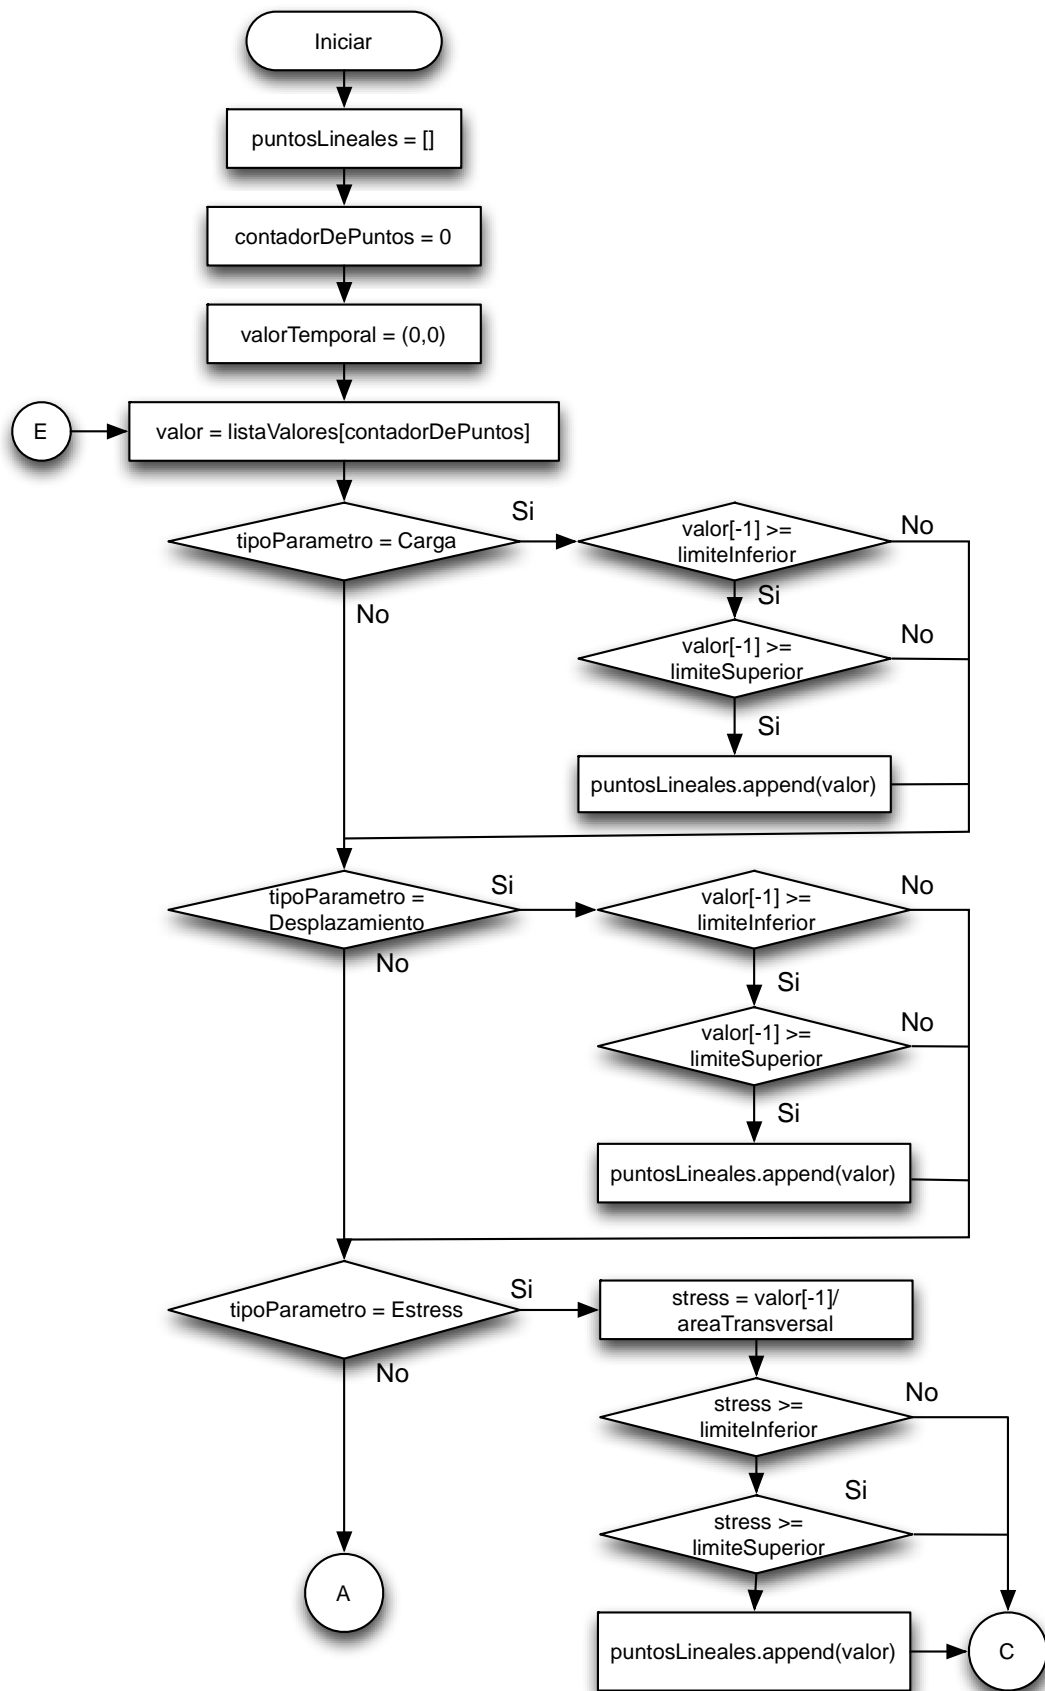 Iniciar
puntosLineales = []
contadorDePuntos = 0
valorTemporal = (0,0)
E
valor = listaValores[contadorDePuntos]
tipoParametro = Carga
Si
valor[-1] >=
limiteInferior
No
No
Si
valor[-1] >=
limiteSuperior
No
Si
puntosLineales.append(valor)
tipoParametro =
Desplazamiento
Si
valor[-1] >=
limiteInferior
No
No
Si
valor[-1] >=
limiteSuperior
No
Si
puntosLineales.append(valor)
tipoParametro = Estress
Si
stress = valor[-1]/
areaTransversal
No
stress >=
limiteInferior
No
Si
stress >=
limiteSuperior
A
puntosLineales.append(valor)
C